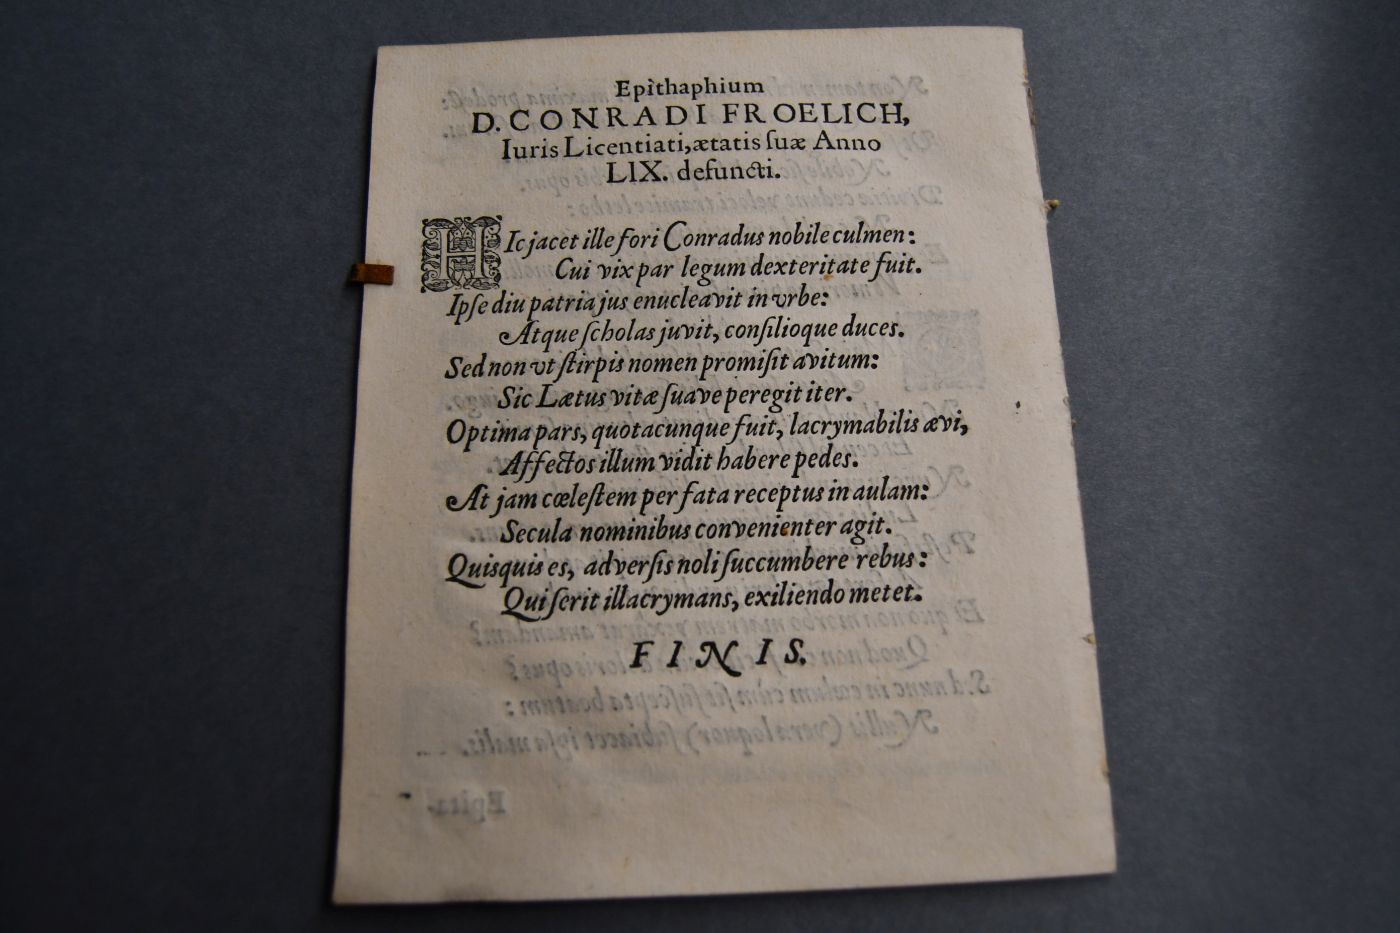 Epìthaphium
D. CONRADI FROELICH,
Iuris Licentiati, ætatis ſuæ Anno
LIX. defuncti.
HIc jacet ille fori Conradus nobile culmen:
Cui vix par legum dexteritate fuit.
Ipſe diu patria jus enucleavit in vrbe:
Atque ſcholas juvit, conſilioque duces.
Sed non vt ſtirpis nomen promiſit avitum:
Sic Lætus vitæ ſuave peregit iter.
Optima pars, quotacunque fuit, lacrymabilis ævi,
Affectos illum vidit habere pedes.
At jam cœleſtem per fata receptus in aulam:
Secula nominibus convenienter agit.
Quisquis es, adverſis noli ſuccumbere rebus:
Qui ſerit illacrymans, exiliendo metet.
FINIS.